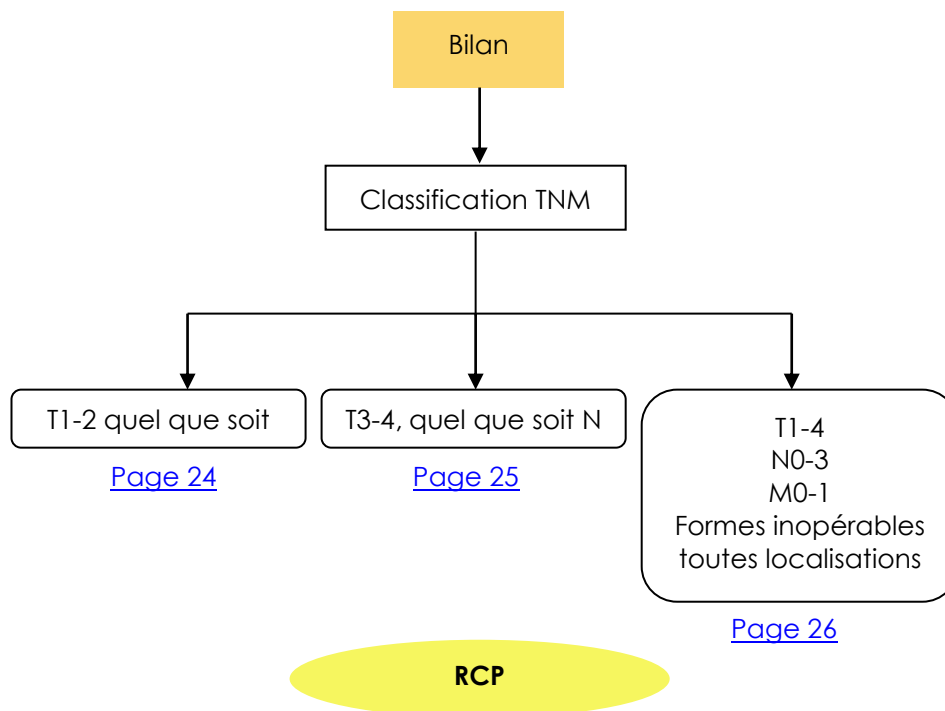 Bilan
Classification TNM
T1-2 quel que soit
Page 24
T3-4, quel que soit N
Page 25
T1-4
N0-3
M0-1
Formes inopérables
toutes localisations
Page 26
RCP